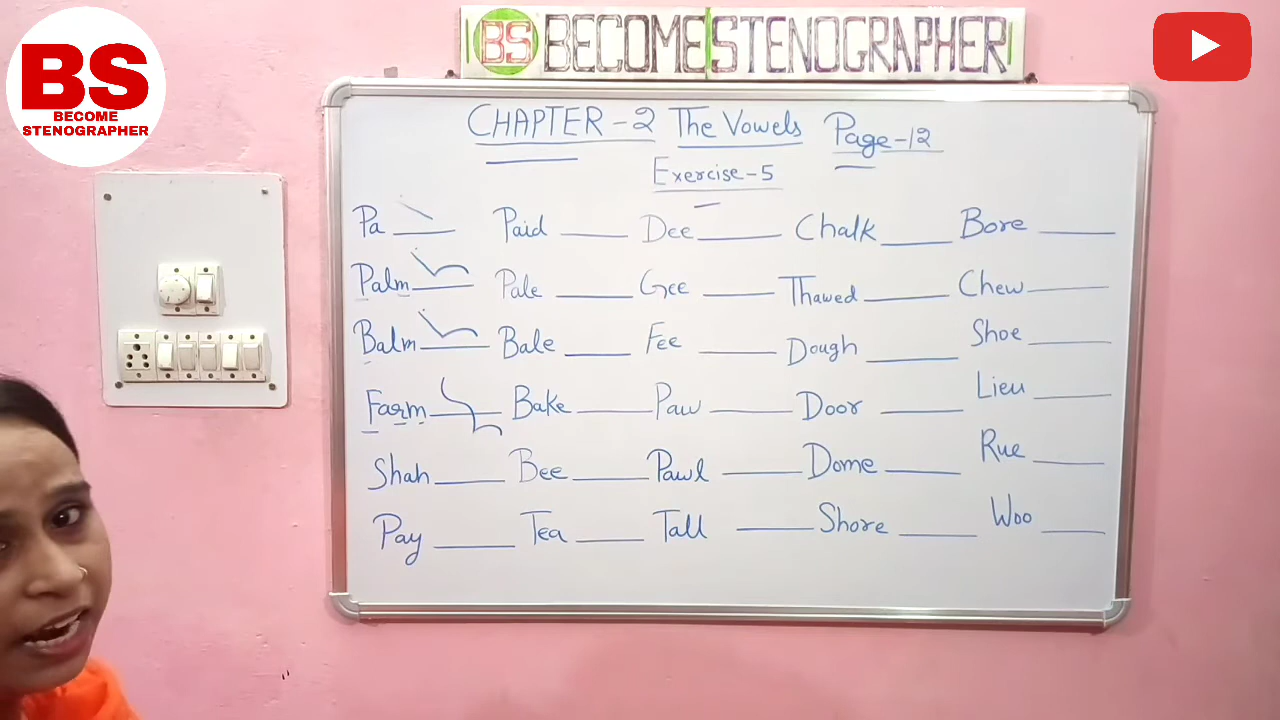 BS
BECOME
STENOGRAPHER
BS BECOME STENOGRAPHER
CHAPTER-2 The Vowels Page-12
Exercise-5
Pa Paid Dee Chalk Bore
Palm Pale Gee Thawed Chew
Balm Bale Fee Dough Shoe
Farm Bake Paw Door Lieu
Shah Bee Pawl Dome Rue
Pay Tea Tall Shore Woo